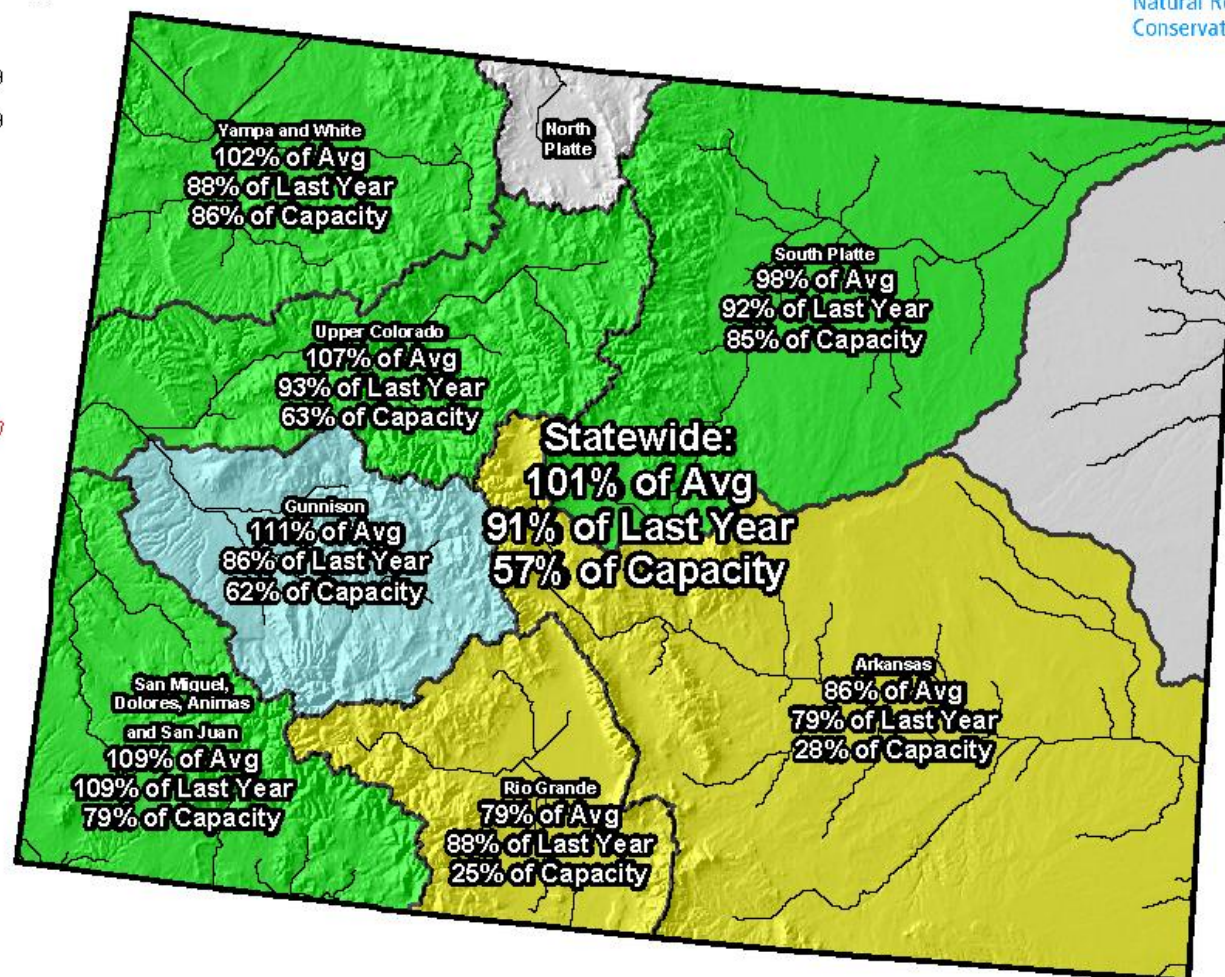 Natural Re
Conservat
Yampa and White
102% of Avg
88% of Last Year
86% of Capacity
North
Platte
South Platte
98% of Avg
92% of Last Year
85% of Capacity
Upper Colorado
107% of Avg
93% of Last Year
63% of Capacity
Statewide:
101% of Avg
91% of Last Year
57% of Capacity
Gunnison
111% of Avg
86% of Last Year
62% of Capacity
Arkansas
86% of Avg
79% of Last Year
28% of Capacity
San Miguel,
Dolores, Animas
and San Juan
109% of Avg
109% of Last Year
79% of Capacity
Rio Grande
79% of Avg
88% of Last Year
25% of Capacity